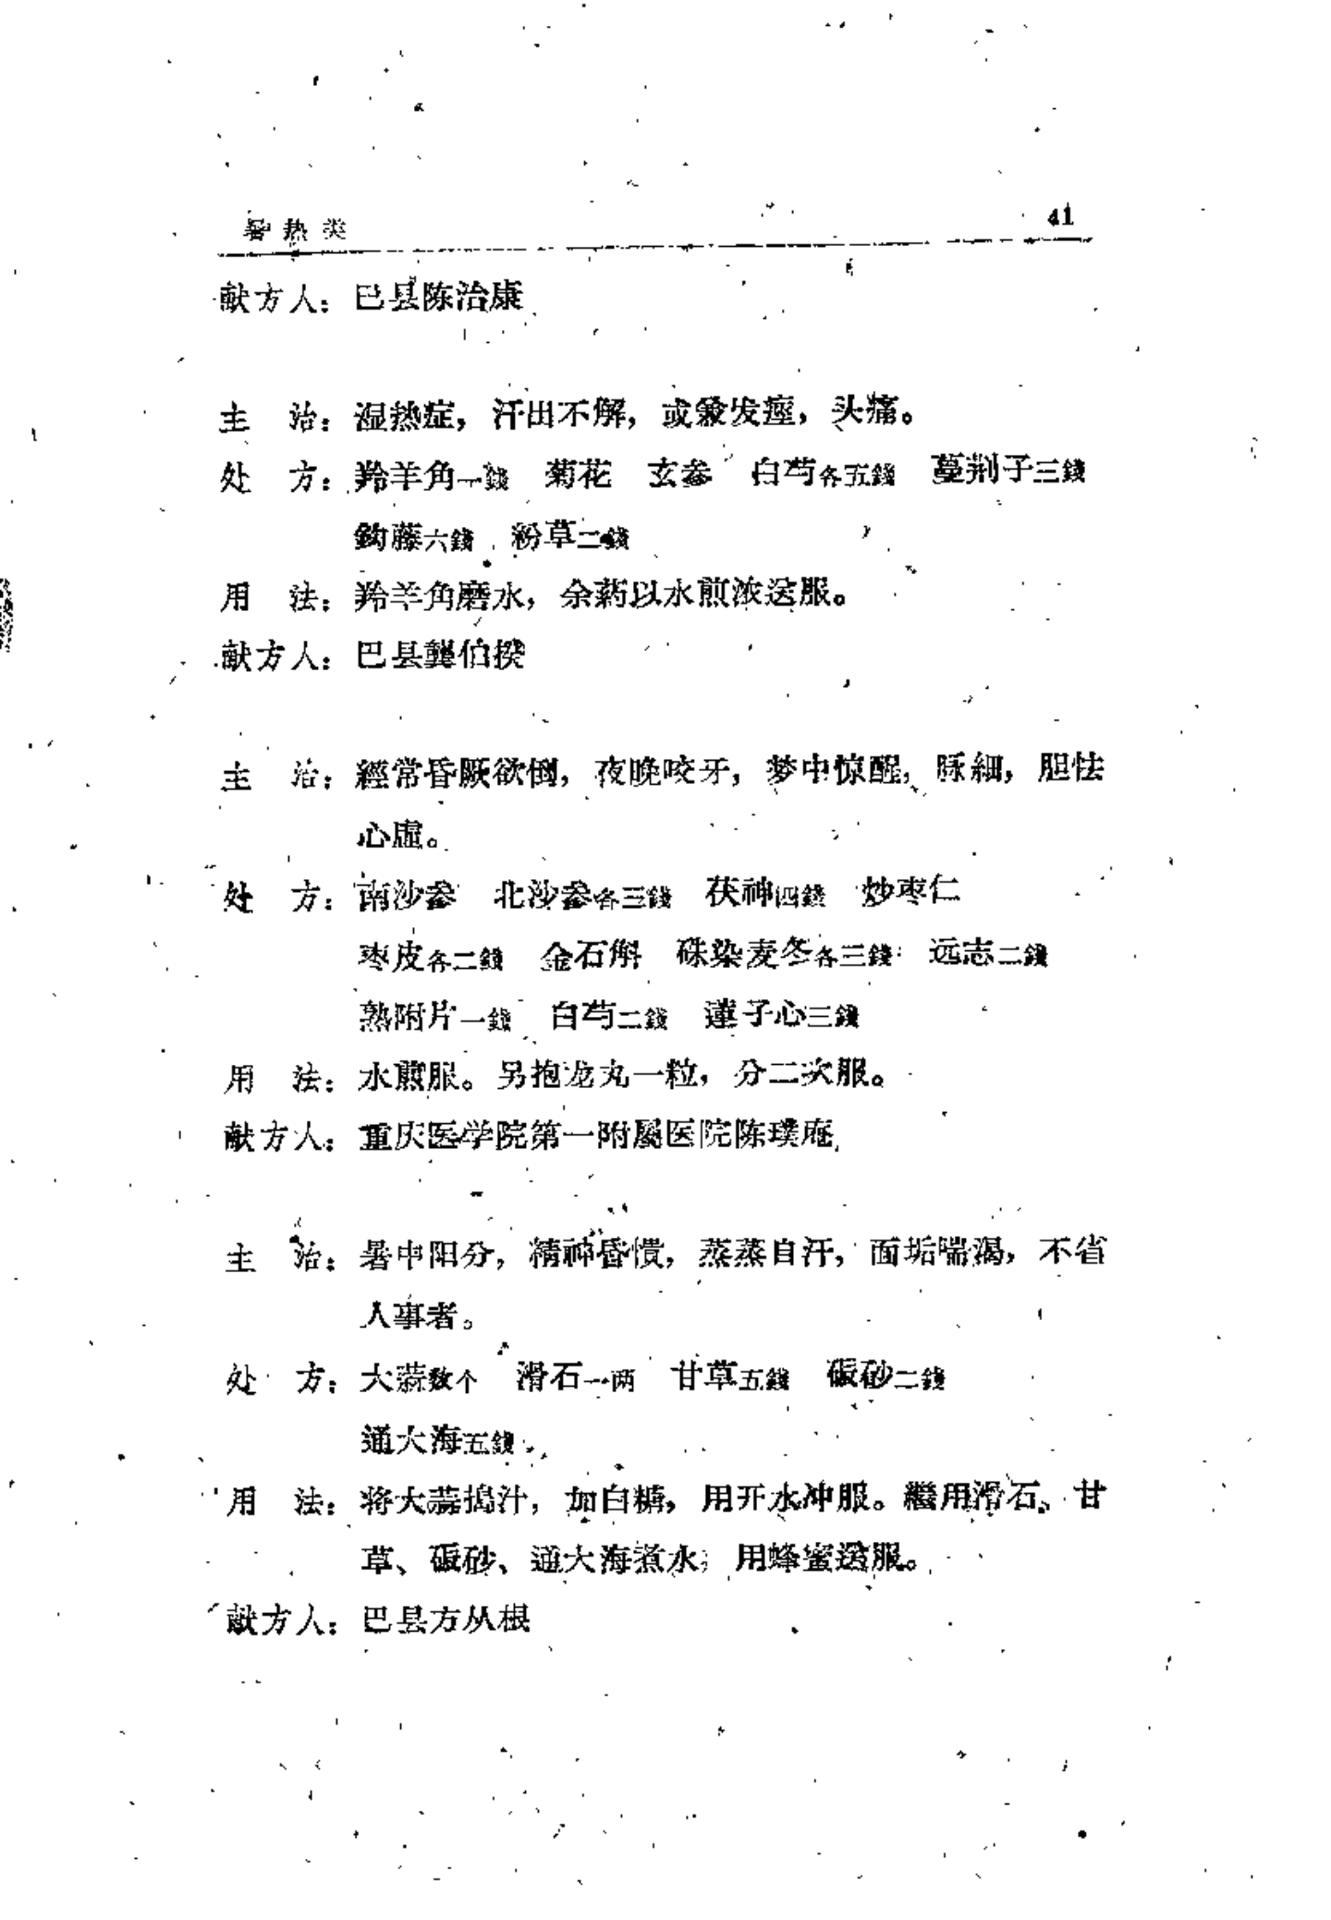 暑热类 41
献方人：巴县陈治康
主　治：湿热症，汗出不解，或兼发痙，头痛。
处　方：羚羊角一錢　菊花　玄参　白芍各五錢　蔓荆子三錢
鈎藤六錢　粉草二錢
用　法：羚羊角磨水，余药以水煎浓送服。
献方人：巴县龔伯揆
主　治：經常昏厥欲倒，夜晚咬牙，梦中惊醒，脉細，胆怯
心虛。
处　方：南沙參　北沙參各三錢　茯神四錢　炒枣仁
枣皮各二錢　金石斛　硃染麦冬各三錢　远志二錢
熟附片一錢　白芍二錢　蓮子心三錢
用　法：水煎服。另抱龙丸一粒，分二次服。
献方人：重庆医学院第一附屬医院陈璞庵
主　治：暑中阳分，精神昏愦，蒸蒸自汗，面垢喘渴，不省
人事者。
处　方：大蒜数个　滑石一两　甘草五錢　硼砂二錢
通大海五錢
用　法：将大蒜搗汁，加白糖，用开水冲服。繼用滑石、甘
草、硼砂、通大海煮水，用蜂蜜送服。
献方人：巴县方从根